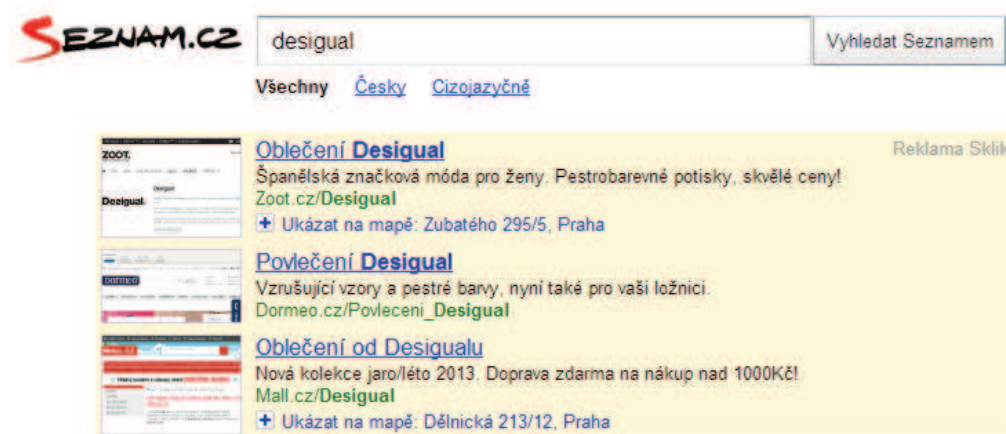 SEZNAM.CZ desigual Vyhledat Seznamem
Všechny Česky Cizojazyčně
Reklama Sklik
ZOOT.
Desigual.
Oblečení Desigual
Španělská značková móda pro ženy. Pestrobarevné potisky, skvělé ceny!
Zoot.cz/Desigual
Ukázat na mapě: Zubatého 295/5, Praha
DORMEO
Povlečení Desigual
Vzrušující vzory a pestré barvy, nyní také pro vaši ložnici.
Dormeo.cz/Povleceni_Desigual
Oblečení od Desigualu
Nová kolekce jaro/léto 2013. Doprava zdarma na nákup nad 1000Kč!
Mall.cz/Desigual
Ukázat na mapě: Dělnická 213/12, Praha